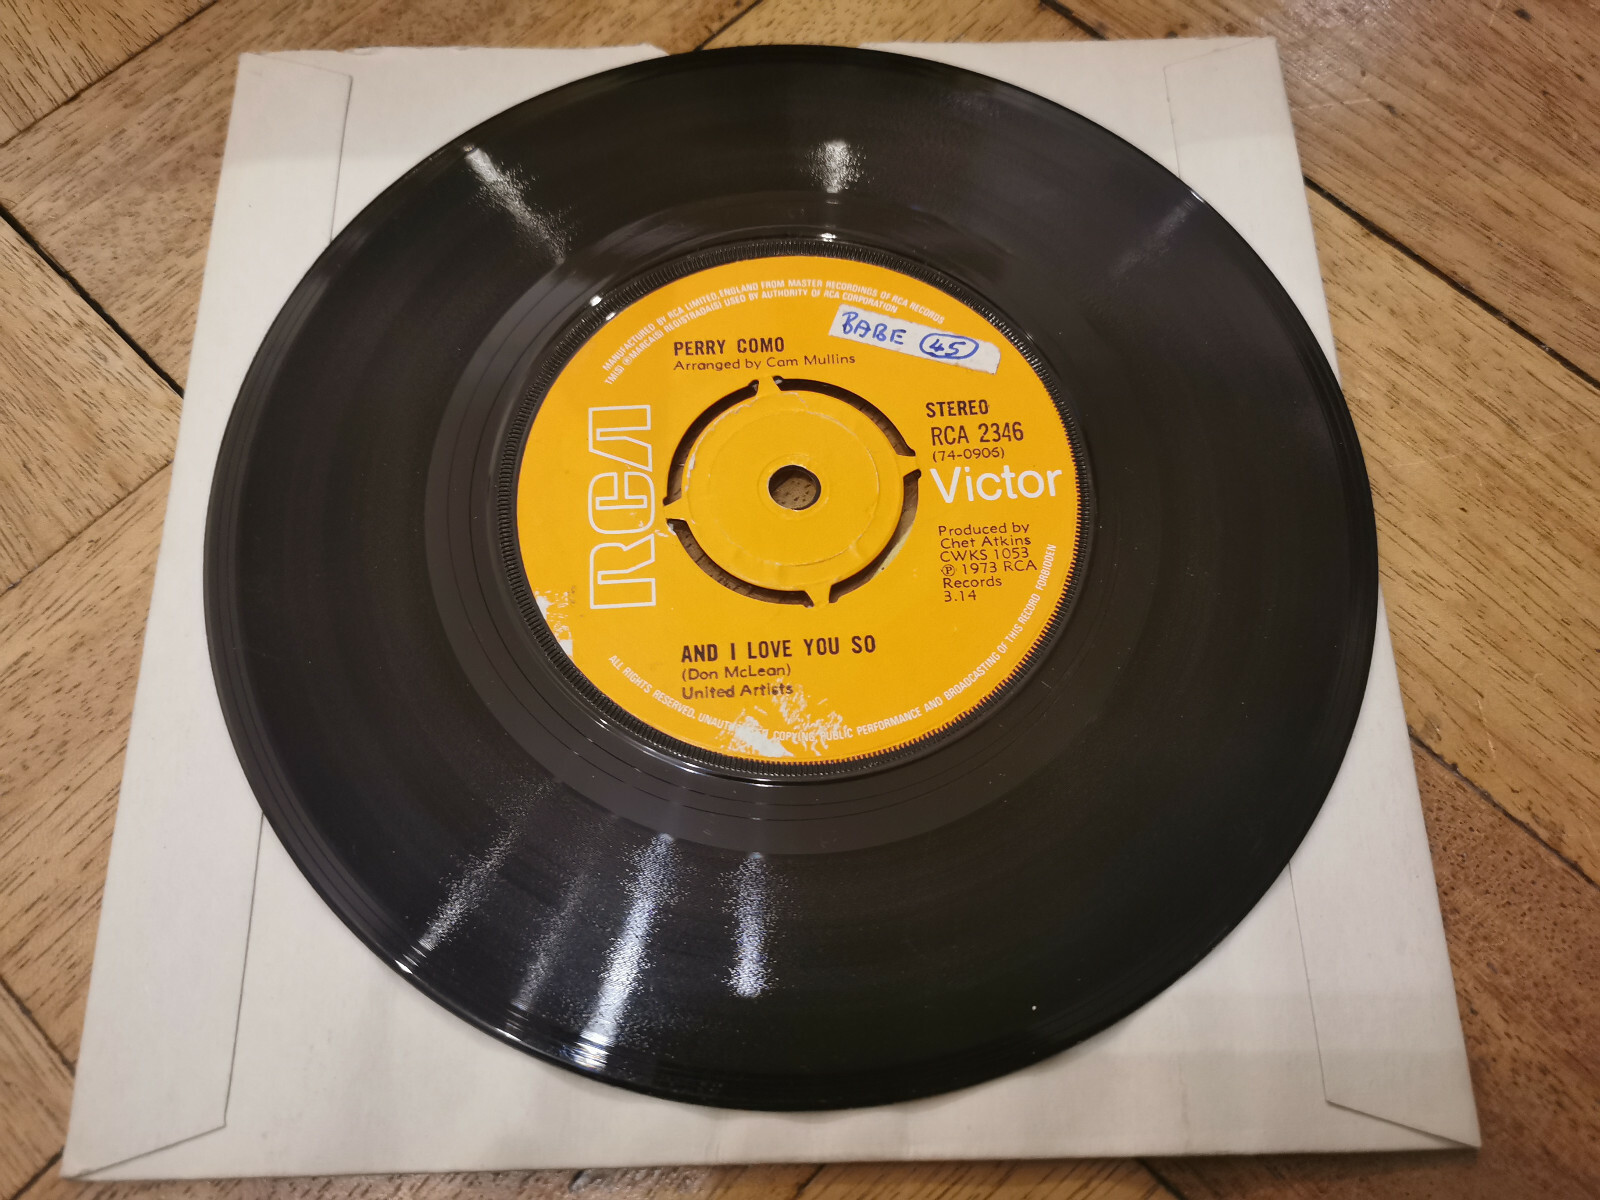 MANUFACTURED BY RCA LIMITED, ENGLAND FROM MASTER RECORDINGS OF RCA RECORDS
TM(S) ® MARCA(S) REGISTRADA(S) USED BY AUTHORITY OF RCA CORPORATION
BABE 45
PERRY COMO
Arranged by Cam Mullins
RCA
STEREO
RCA 2346
(74-0906)
Victor
Produced by
Chet Atkins
CWKS 1053
℗ 1973 RCA
Records
3.14
AND I LOVE YOU SO
(Don McLean)
United Artists
ALL RIGHTS RESERVED, COPYING, PUBLIC PERFORMANCE AND BROADCASTING OF THIS RECORD FORBIDDEN